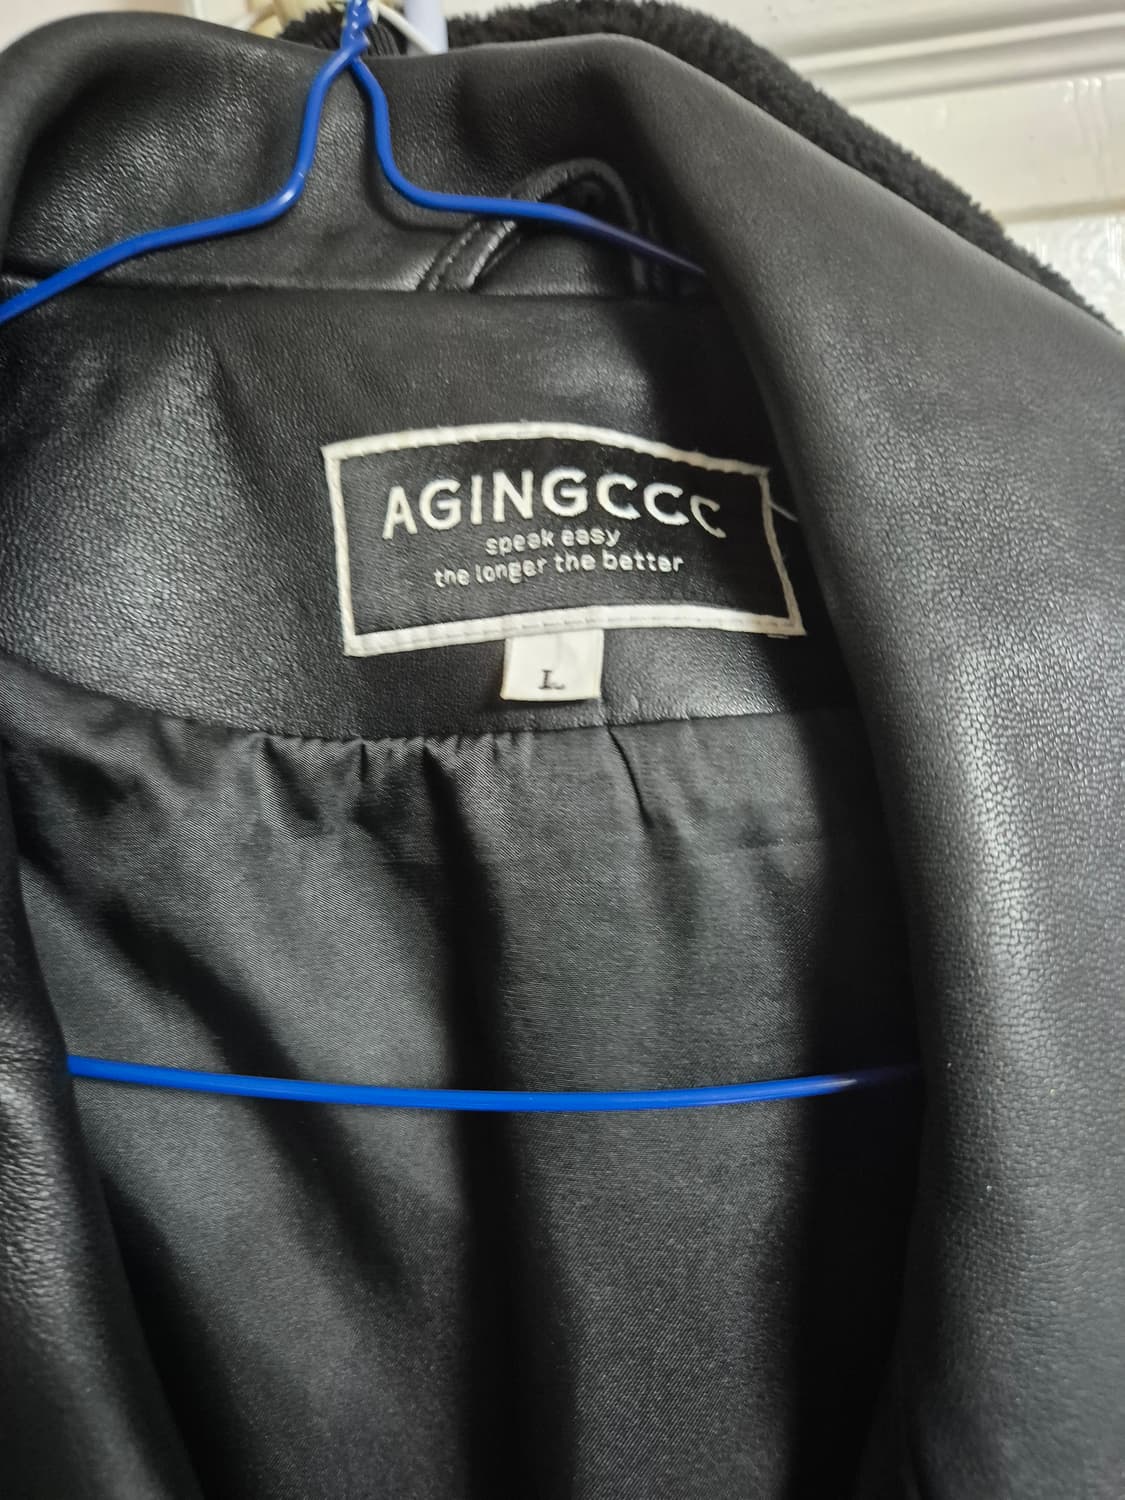 AGINGCCC
speak easy
the longer the better
L